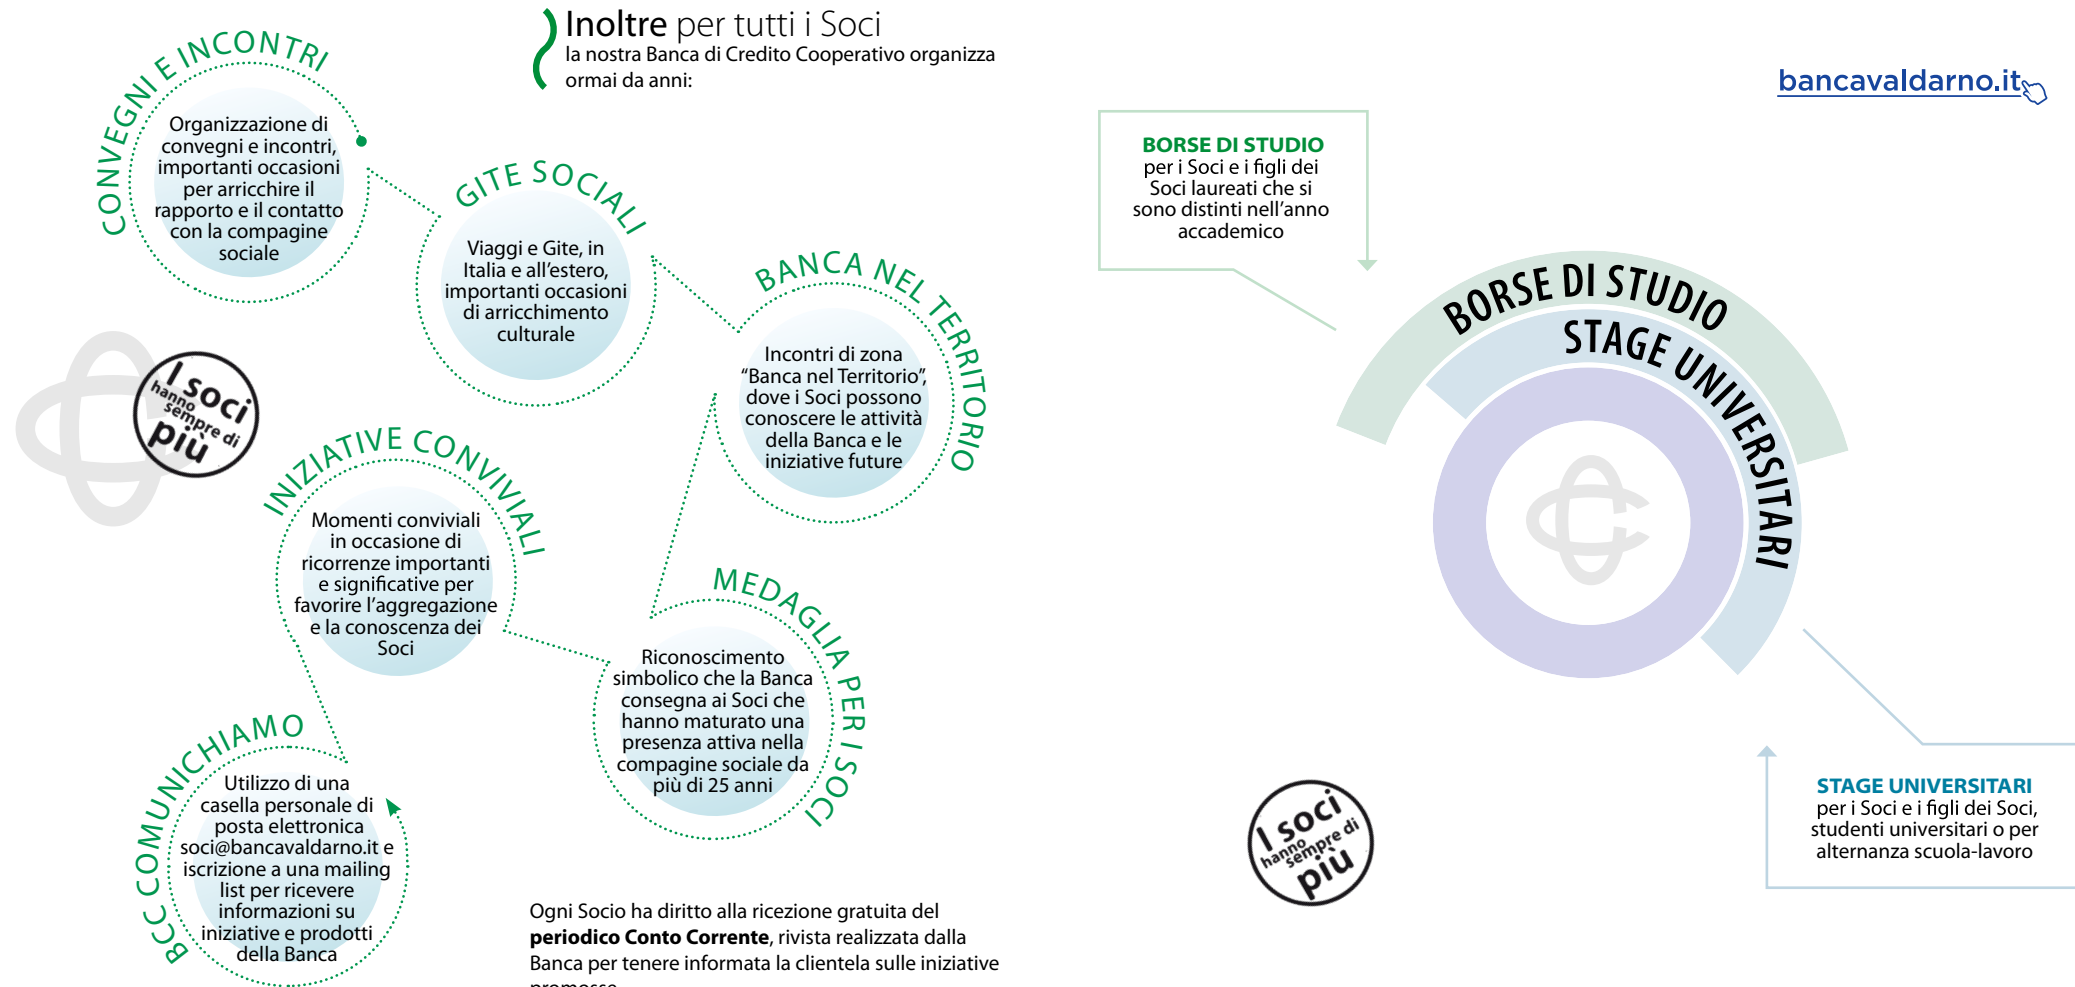 Inoltre per tutti i Soci
la nostra Banca di Credito Cooperativo organizza
ormai da anni:
CONVEGNI E INCONTRI
Organizzazione di
convegni e incontri,
importanti occasioni
per arricchire il
rapporto e il contatto
con la compagine
sociale
GITE SOCIALI
Viaggi e Gite, in
Italia e all'estero,
importanti occasioni
di arricchimento
culturale
BANCA NEL TERRITORIO
Incontri di zona
"Banca nel Territorio",
dove i Soci possono
conoscere le attività
della Banca e le
iniziative future
I soci
hanno
sempre di
più
INIZIATIVE CONVIVIALI
Momenti conviviali
in occasione di
ricorrenze importanti
e significative per
favorire l'aggregazione
e la conoscenza dei
Soci
MEDAGLIA PER I SOCI
Riconoscimento
simbolico che la Banca
consegna ai Soci che
hanno maturato una
presenza attiva nella
compagine sociale da
più di 25 anni
BCC COMUNICHIAMO
Utilizzo di una
casella personale di
posta elettronica
soci@bancavaldarno.it e
iscrizione a una mailing
list per ricevere
informazioni su
iniziative e prodotti
della Banca
Ogni Socio ha diritto alla ricezione gratuita del
periodico Conto Corrente, rivista realizzata dalla
Banca per tenere informata la clientela sulle iniziative
promosse
bancavaldarno.it
BORSE DI STUDIO
per i Soci e i figli dei
Soci laureati che si
sono distinti nell'anno
accademico
BORSE DI STUDIO
STAGE UNIVERSITARI
STAGE UNIVERSITARI
per i Soci e i figli dei Soci,
studenti universitari o per
alternanza scuola-lavoro
I soci
hanno
sempre di
più